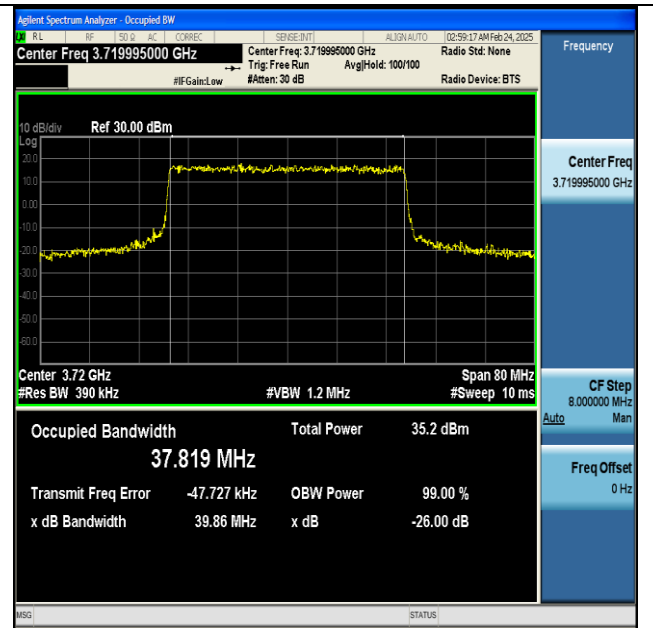 Agilent Spectrum Analyzer - Occupied BW
LXI RL RF 50 Ω AC CORREC SENSE:INT ALIGN AUTO 02:59:17 AM Feb 24, 2025
Center Freq 3.719995000 GHz Center Freq: 3.719995000 GHz Radio Std: None Frequency
Trig: Free Run Avg|Hold: 100/100
#IFGain:Low #Atten: 30 dB Radio Device: BTS
10 dB/div Ref 30.00 dBm
Log
20.0
10.0
0.00
-10.0
-20.0
-30.0
-40.0
-50.0
-60.0
Center 3.72 GHz Span 80 MHz
#Res BW 390 kHz #VBW 1.2 MHz #Sweep 10 ms
Occupied Bandwidth Total Power 35.2 dBm
37.819 MHz
Transmit Freq Error -47.727 kHz OBW Power 99.00 %
x dB Bandwidth 39.86 MHz x dB -26.00 dB
Center Freq
3.719995000 GHz
CF Step
8.000000 MHz
Auto Man
Freq Offset
0 Hz
MSG STATUS